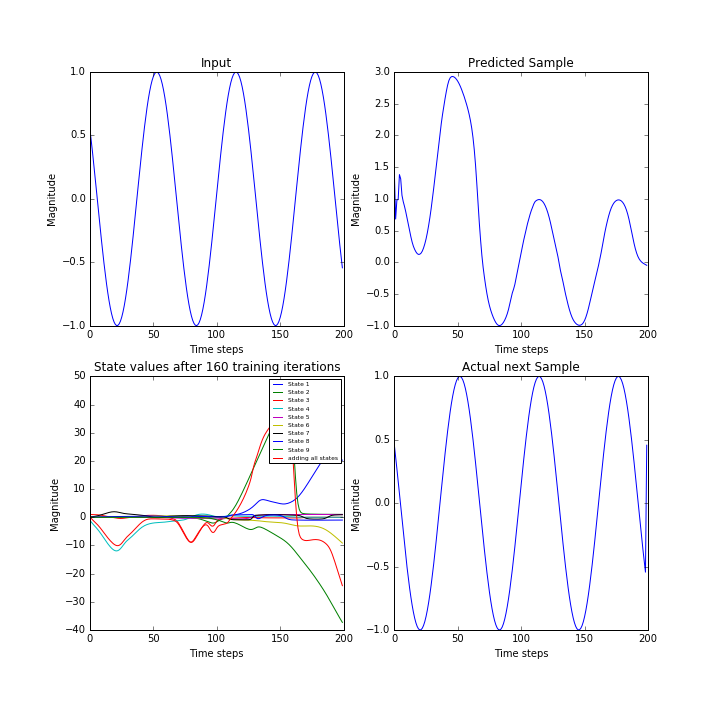 Input
Magnitude
1.0
0.5
0.0
−0.5
−1.0
0
50
100
150
200
Time steps
Predicted Sample
Magnitude
3.0
2.5
2.0
1.5
1.0
0.5
0.0
−0.5
−1.0
0
50
100
150
200
Time steps
State values after 160 training iterations
Magnitude
50
40
30
20
10
0
−10
−20
−30
−40
0
50
100
150
200
Time steps
State 1
State 2
State 3
State 4
State 5
State 6
State 7
State 8
State 9
adding all states
Actual next Sample
Magnitude
1.0
0.5
0.0
−0.5
−1.0
0
50
100
150
200
Time steps